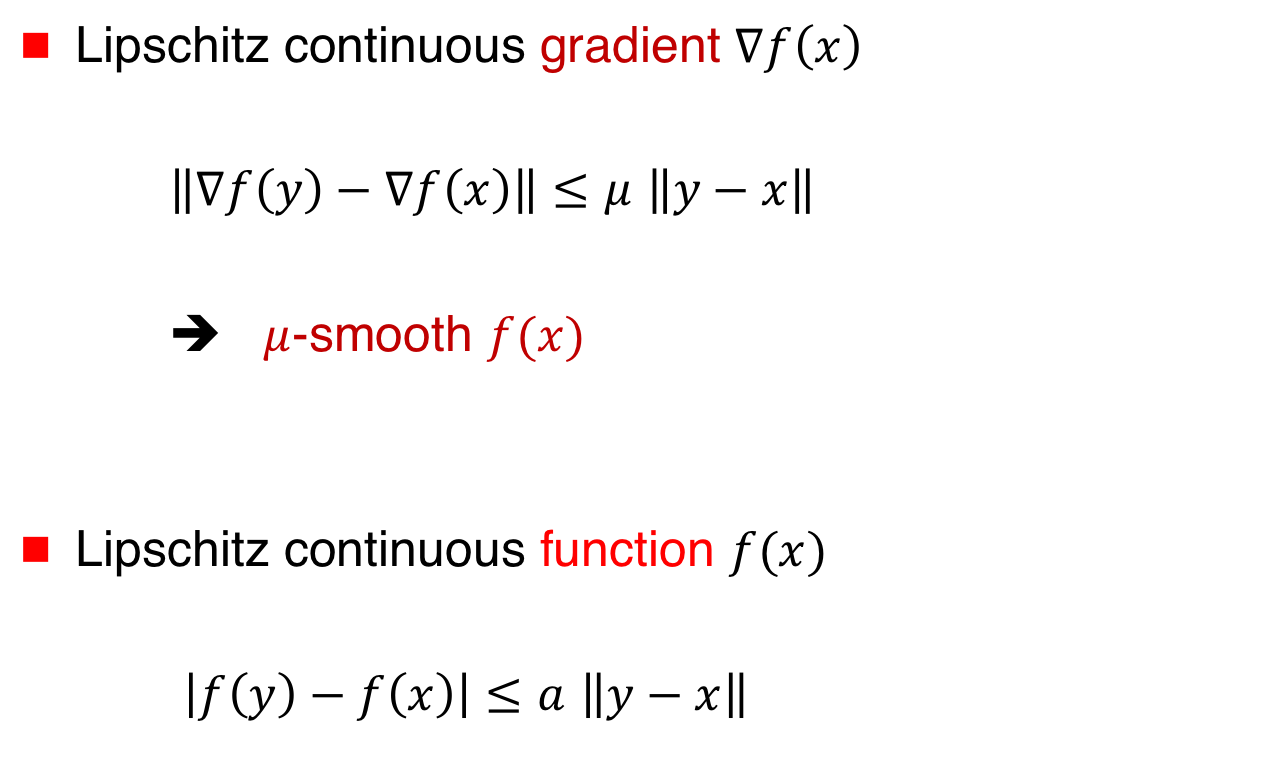 ■ Lipschitz continuous gradient ∇𝑓(𝑥)
‖∇𝑓(𝑦) − ∇𝑓(𝑥)‖ ≤ 𝜇 ‖𝑦 − 𝑥‖
➔ 𝜇-smooth 𝑓(𝑥)
■ Lipschitz continuous function 𝑓(𝑥)
|𝑓(𝑦) − 𝑓(𝑥)| ≤ 𝑎 ‖𝑦 − 𝑥‖